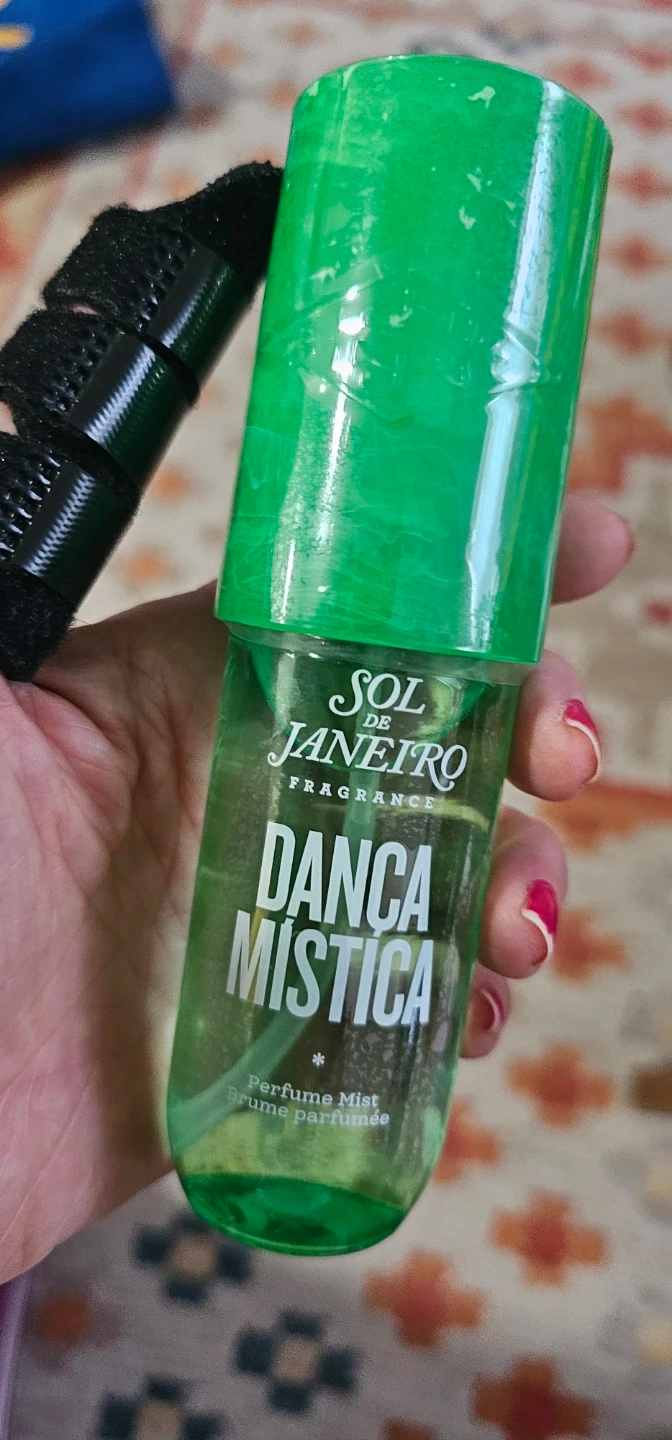 SOL
DE
JANEIRO
FRAGRANCE
DANÇA
MÍSTICA
*
Perfume Mist
Brume parfumée